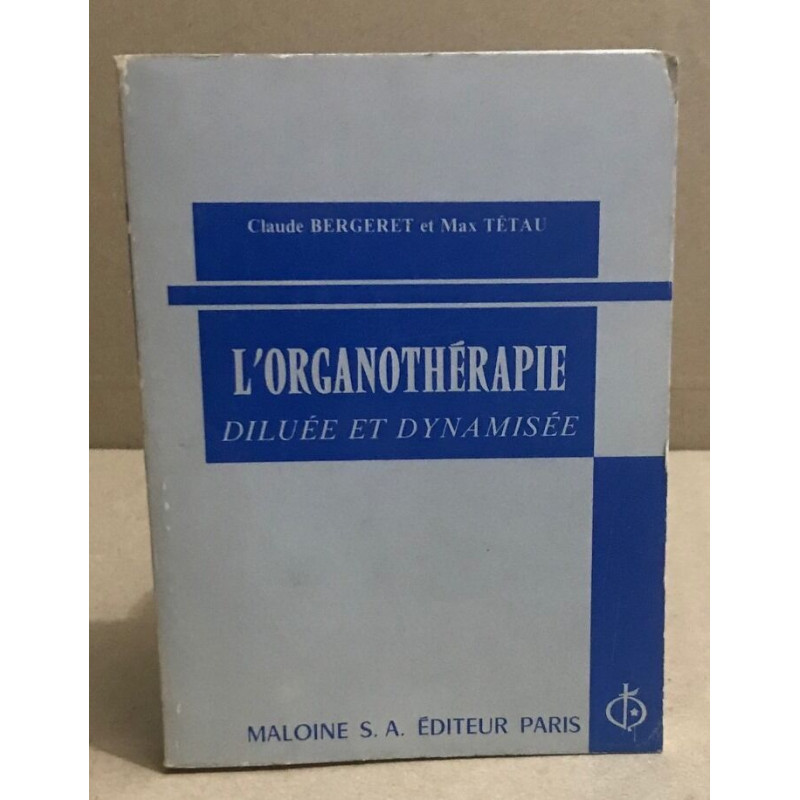 Claude BERGERET et Max TÉTAU
L'ORGANOTHÉRAPIE
DILUÉE ET DYNAMISÉE
MALOINE S. A. ÉDITEUR PARIS